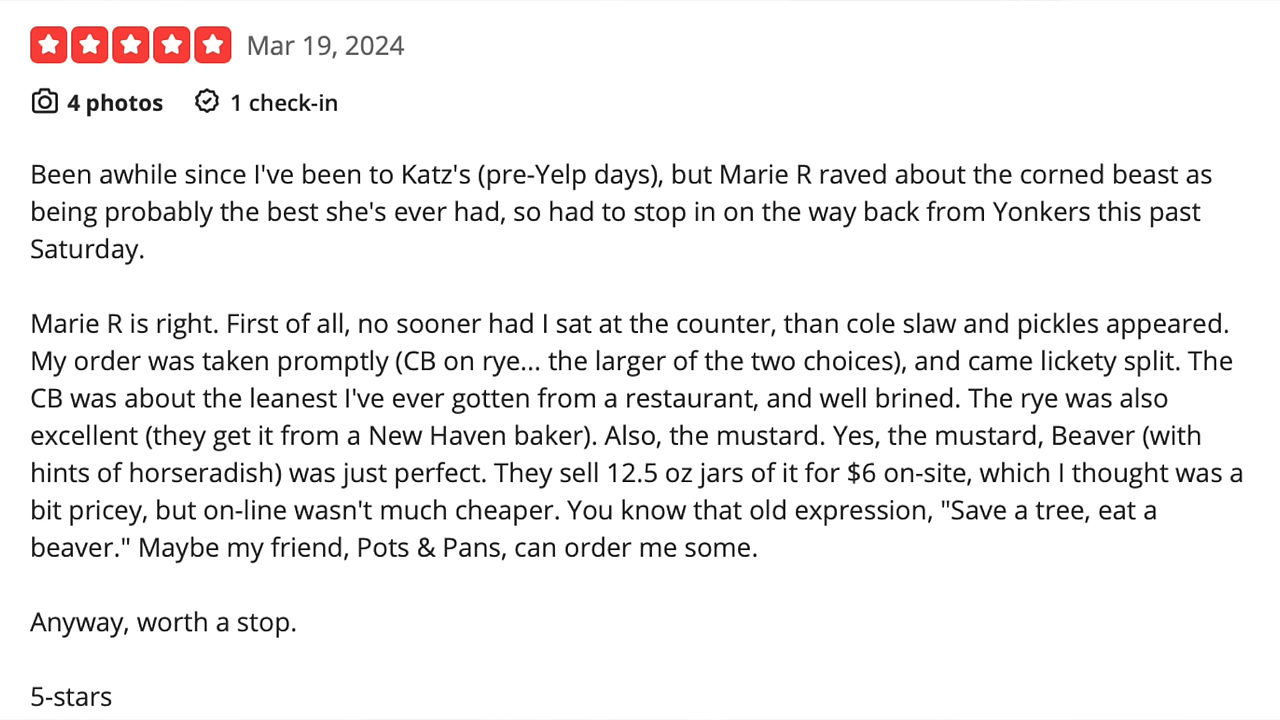 Mar 19, 2024
4 photos 1 check-in
Been awhile since I've been to Katz's (pre-Yelp days), but Marie R raved about the corned beast as
being probably the best she's ever had, so had to stop in on the way back from Yonkers this past
Saturday.
Marie R is right. First of all, no sooner had I sat at the counter, than cole slaw and pickles appeared.
My order was taken promptly (CB on rye... the larger of the two choices), and came lickety split. The
CB was about the leanest I've ever gotten from a restaurant, and well brined. The rye was also
excellent (they get it from a New Haven baker). Also, the mustard. Yes, the mustard, Beaver (with
hints of horseradish) was just perfect. They sell 12.5 oz jars of it for $6 on-site, which I thought was a
bit pricey, but on-line wasn't much cheaper. You know that old expression, "Save a tree, eat a
beaver." Maybe my friend, Pots & Pans, can order me some.
Anyway, worth a stop.
5-stars